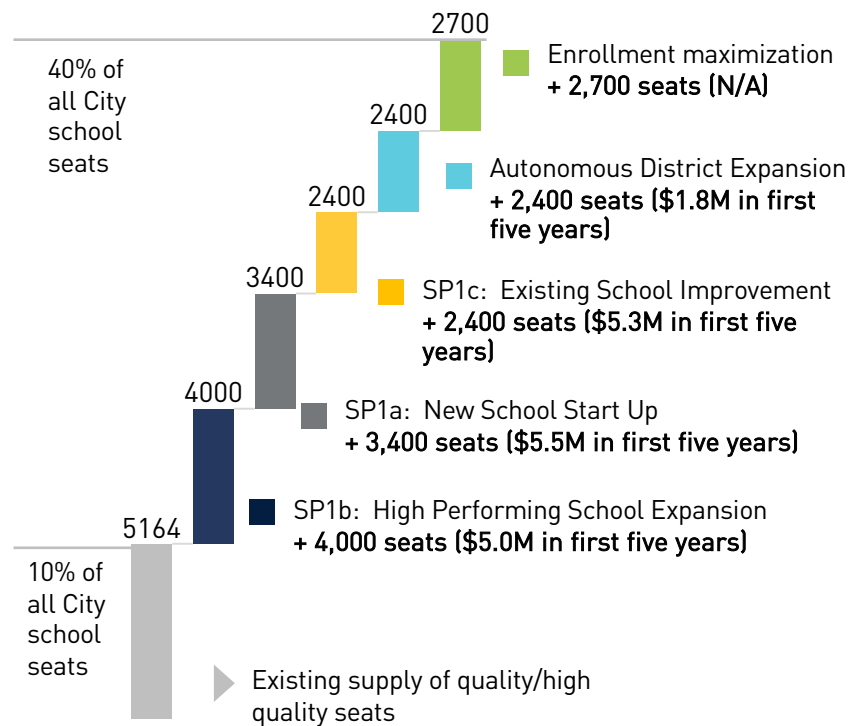 2700
40% of
all City
school
seats
Enrollment maximization
+ 2,700 seats (N/A)
2400
Autonomous District Expansion
+ 2,400 seats ($1.8M in first
five years)
2400
SP1c: Existing School Improvement
+ 2,400 seats ($5.3M in first five
years)
3400
SP1a: New School Start Up
+ 3,400 seats ($5.5M in first five years)
4000
SP1b: High Performing School Expansion
+ 4,000 seats ($5.0M in first five years)
5164
10% of
all City
school
seats
Existing supply of quality/high
quality seats